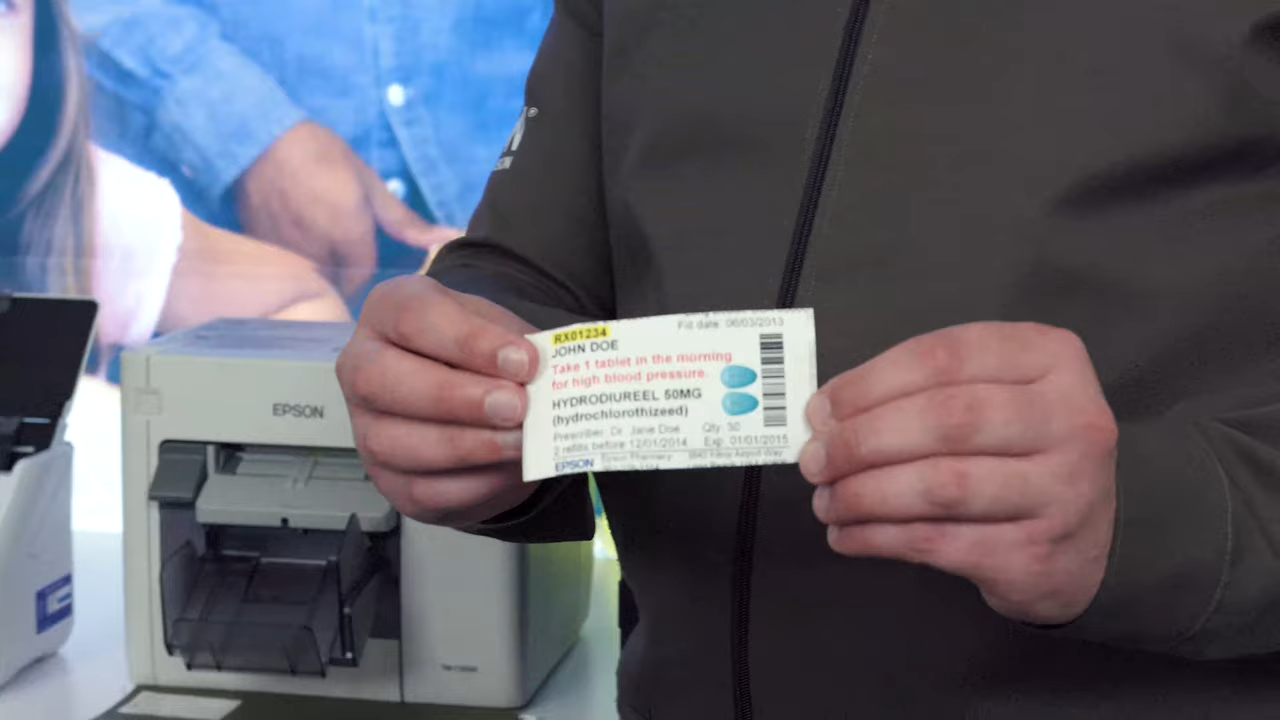 EPSON
Fill date: 06/03/2013
RX01234
JOHN DOE
Take 1 tablet in the morning
for high blood pressure.
HYDRODIUREEL 50MG
(hydrochlorothizeed)
Prescriber: Dr. Jane Doe
Qty: 30
2 refills before 12/01/2014
Exp: 01/01/2015
EPSON
Epson Pharmacy